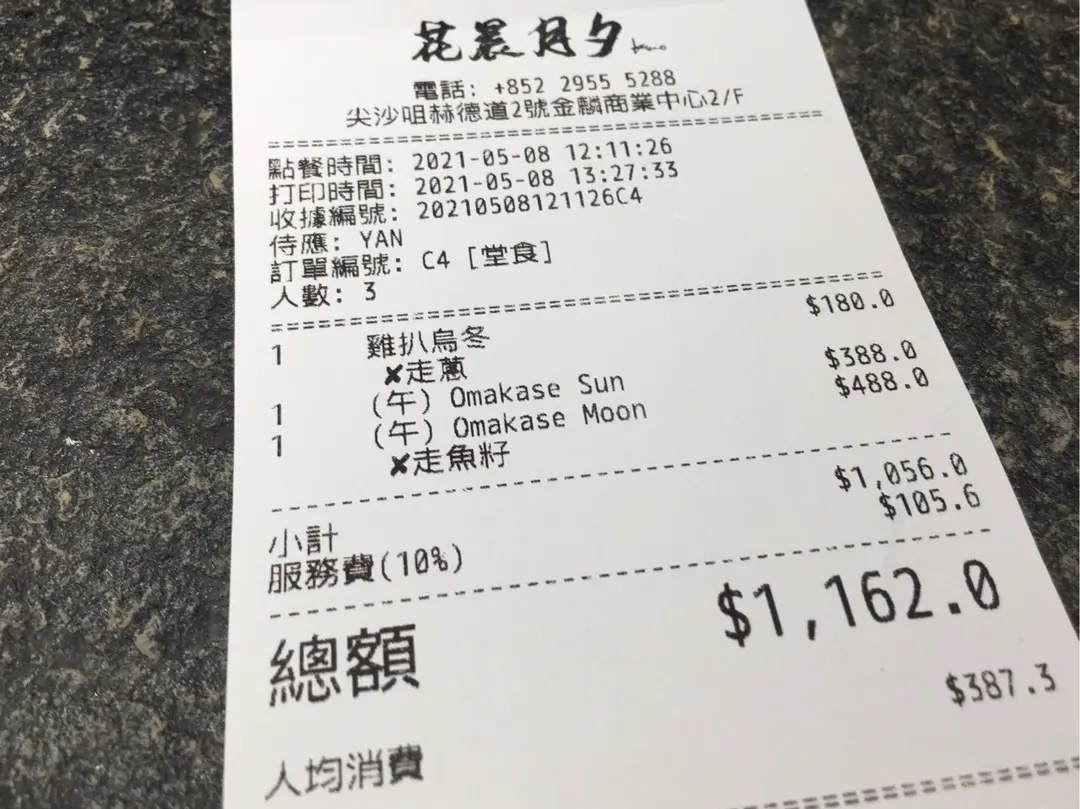 花晨月夕
電話: +852 2955 5288
尖沙咀赫德道2號金麟商業中心2/F
點餐時間: 2021-05-08 12:11:26
打印時間: 2021-05-08 13:27:33
收據編號: 20210508121126C4
侍應: YAN
訂單編號: C4 [堂食]
人數: 3
1 雞扒烏冬 $180.0
✘走蔥
1 (午) Omakase Sun $388.0
1 (午) Omakase Moon $488.0
✘走魚籽
小計 $1,056.0
服務費(10%) $105.6
總額 $1,162.0
人均消費 $387.3